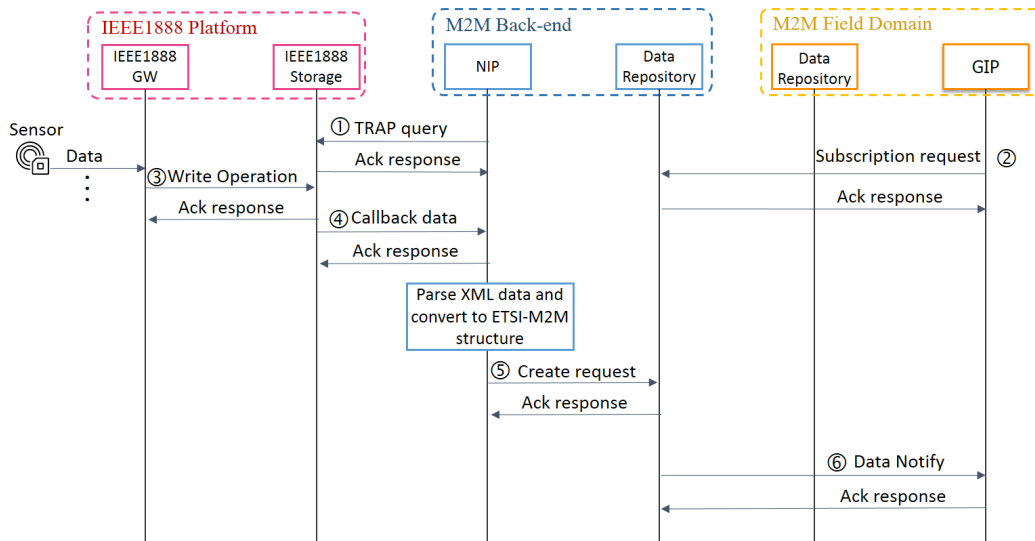 IEEE1888 Platform
M2M Back-end
M2M Field Domain
IEEE1888
GW
IEEE1888
Storage
NIP
Data
Repository
Data
Repository
GIP
Sensor
Data
① TRAP query
Ack response
Subscription request ②
③ Write Operation
Ack response
Ack response
④ Callback data
Ack response
Parse XML data and
convert to ETSI-M2M
structure
⑤ Create request
Ack response
⑥ Data Notify
Ack response